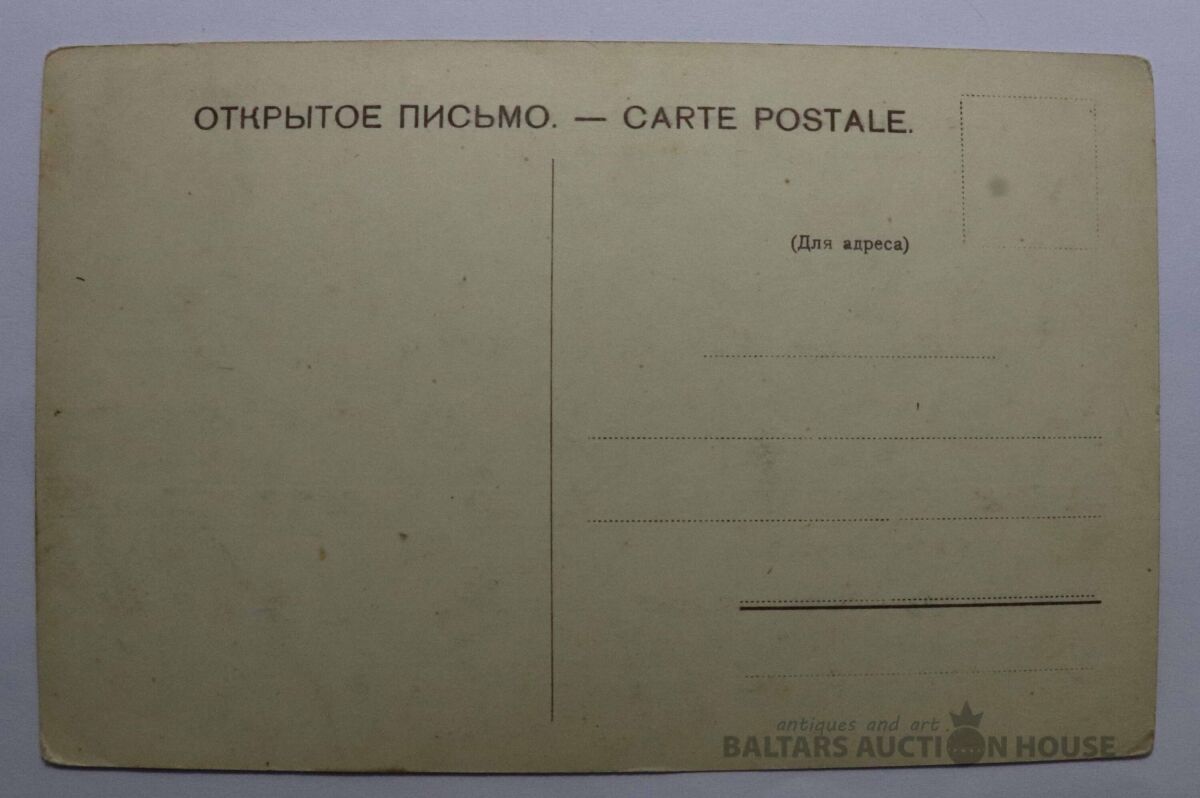 ОТКРЫТОЕ ПИСЬМО. — CARTE POSTALE.
(Для адреса)
antiques and art
BALTARS AUCTION HOUSE